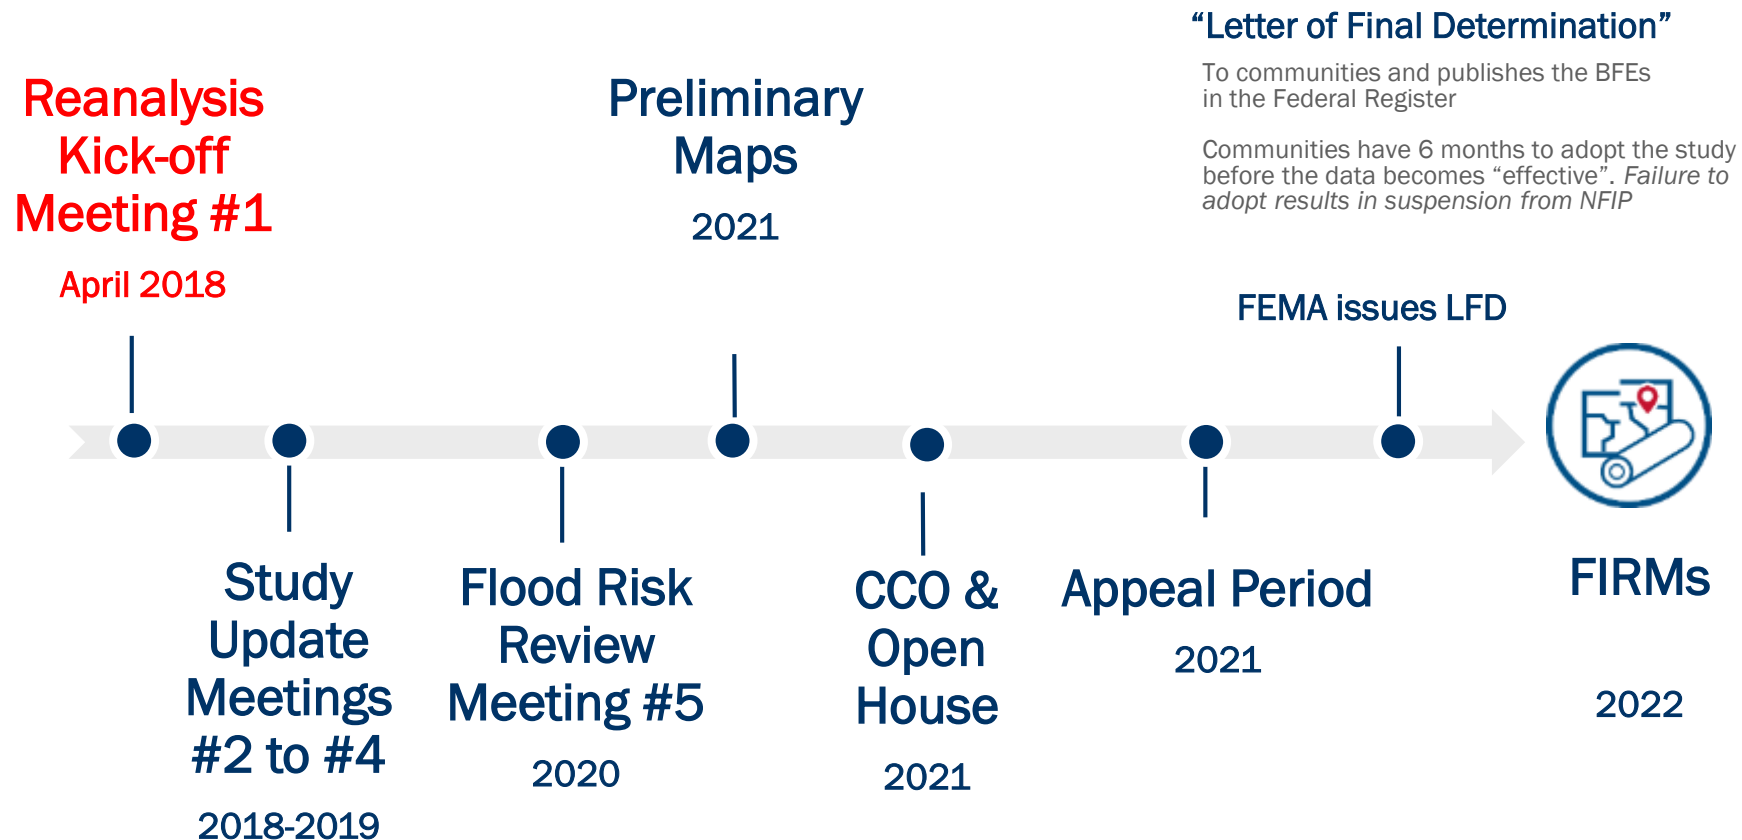 “Letter of Final Determination”
To communities and publishes the BFEs
in the Federal Register
Communities have 6 months to adopt the study
before the data becomes “effective”. Failure to
adopt results in suspension from NFIP
Reanalysis
Kick-off
Meeting #1
April 2018
Preliminary
Maps
2021
FEMA issues LFD
Study
Update
Meetings
#2 to #4
2018-2019
Flood Risk
Review
Meeting #5
2020
CCO &
Open
House
2021
Appeal Period
2021
FIRMs
2022